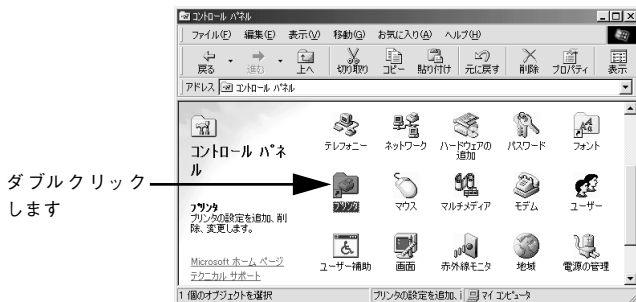 コントロール パネル
ファイル(F) 編集(E) 表示(V) 移動(G) お気に入り(A) ヘルプ(H)
戻る 進む 上へ 切り取り コピー 貼り付け 元に戻す 削除 プロパティ 表示
アドレス コントロール パネル
コントロール パネ
ル
プリンタ
プリンタの設定を追加、削
除、変更します。
Microsoft ホーム ページ
テクニカル サポート
テレフォニー ネットワーク ハードウェアの
追加 パスワード フォント
プリンタ マウス マルチメディア モデム ユーザー
ユーザー補助 画面 赤外線モニタ 地域 電源の管理
ダブルクリック
します
1 個のオブジェクトを選択 プリンタの設定を追加、i マイ コンピュータ